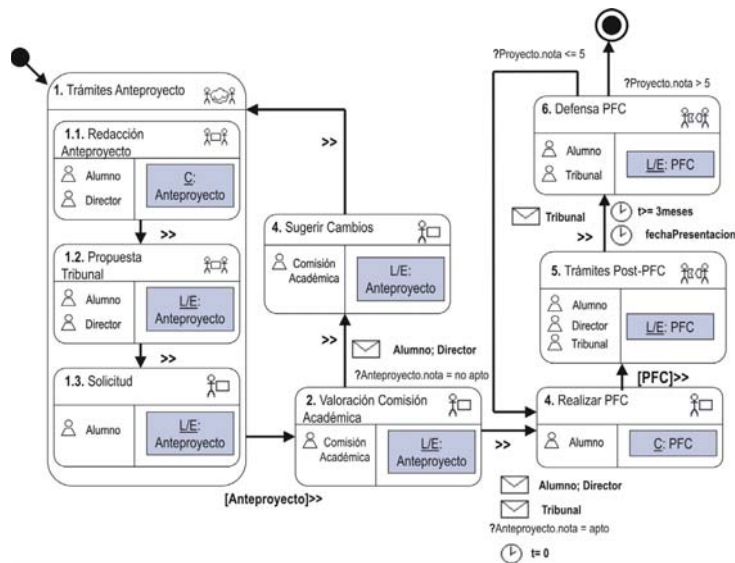 1. Trámites Anteproyecto
1.1. Redacción
Anteproyecto
Alumno
Director
C:
Anteproyecto
>>
1.2. Propuesta
Tribunal
Alumno
Director
L/E:
Anteproyecto
>>
1.3. Solicitud
Alumno
L/E:
Anteproyecto
[Anteproyecto]>>
>>
4. Sugerir Cambios
Comisión
Académica
L/E:
Anteproyecto
>>
Alumno; Director
?Anteproyecto.nota = no apto
2. Valoración Comisión
Académica
Comisión
Académica
L/E:
Anteproyecto
>>
Alumno; Director
Tribunal
?Anteproyecto.nota = apto
t= 0
?Proyecto.nota <= 5
?Proyecto.nota > 5
6. Defensa PFC
Alumno
Tribunal
L/E: PFC
Tribunal
>>
t>= 3meses
fechaPresentacion
5. Trámites Post-PFC
Alumno
Director
Tribunal
L/E: PFC
[PFC]>>
4. Realizar PFC
Alumno
C: PFC